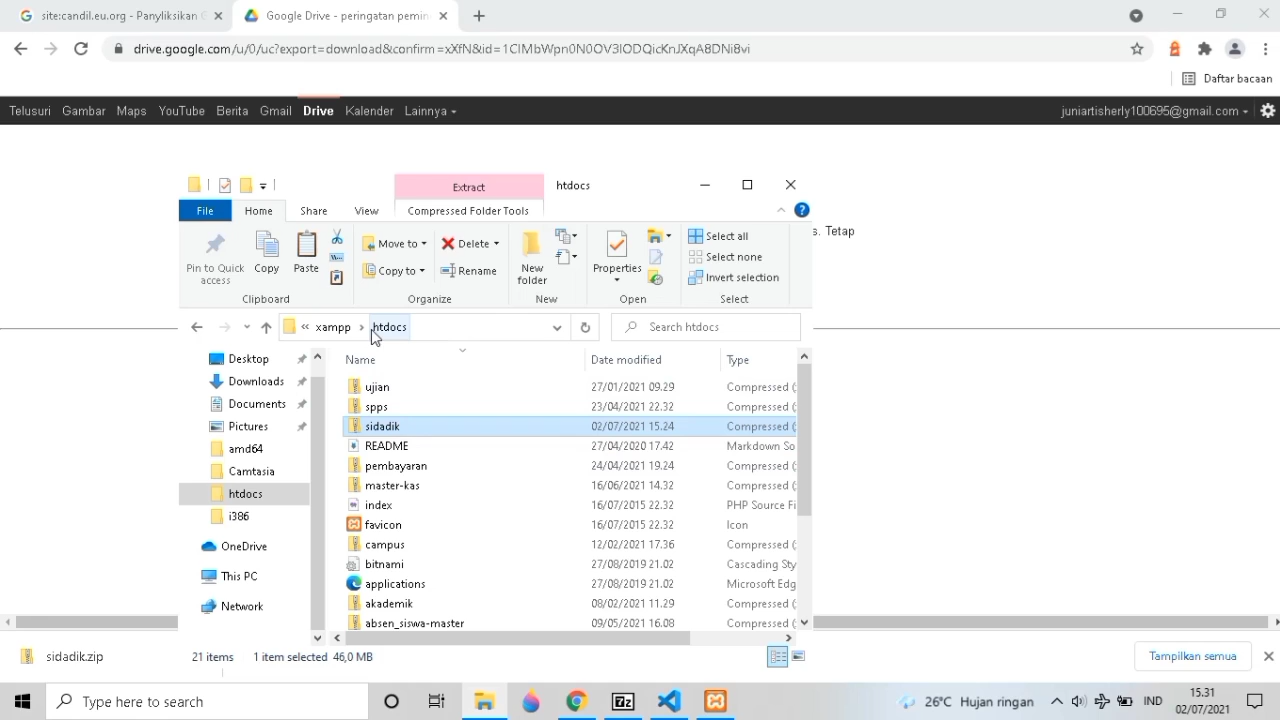 site:candil.eu.org - Panyliksikan G
Google Drive - peringatan pemin
drive.google.com/u/0/uc?export=download&confirm=xXfN&id=1ClMbWpn0N0OV3lODQicKnJXqA8DNi8vi
Daftar bacaan
Telusuri Gambar Maps YouTube Berita Gmail Drive Kalender Lainnya
juniartisherly100695@gmail.com
s. Tetap
Extract
htdocs
File Home Share View Compressed Folder Tools
Pin to Quick access
Copy
Paste
Move to
Copy to
Delete
Rename
New folder
Properties
Select all
Select none
Invert selection
Clipboard Organize New Open Select
« xampp › htdocs
Search htdocs
Desktop
Downloads
Documents
Pictures
amd64
Camtasia
htdocs
i386
OneDrive
This PC
Network
Name Date modified Type
ujian 27/01/2021 09.29 Compressed (
spps 23/04/2021 22.32 Compressed (
sidadik 02/07/2021 15.24 Compressed (
README 27/04/2020 17.42 Markdown So
pembayaran 24/04/2021 19.24 Compressed (
master-kas 16/06/2021 14.32 Compressed (
index 16/07/2015 22.32 PHP Source Fi
favicon 16/07/2015 22.32 Icon
campus 12/02/2021 17.36 Compressed (
bitnami 27/08/2019 21.02 Cascading Sty
applications 27/08/2019 21.02 Microsoft Edg
akademik 08/02/2021 11.29 Compressed (
absen_siswa-master 09/05/2021 16.08 Compressed (
21 items 1 item selected 46,0 MB
sidadik.zip
Tampilkan semua
Type here to search
26°C Hujan ringan
IND
15.31
02/07/2021